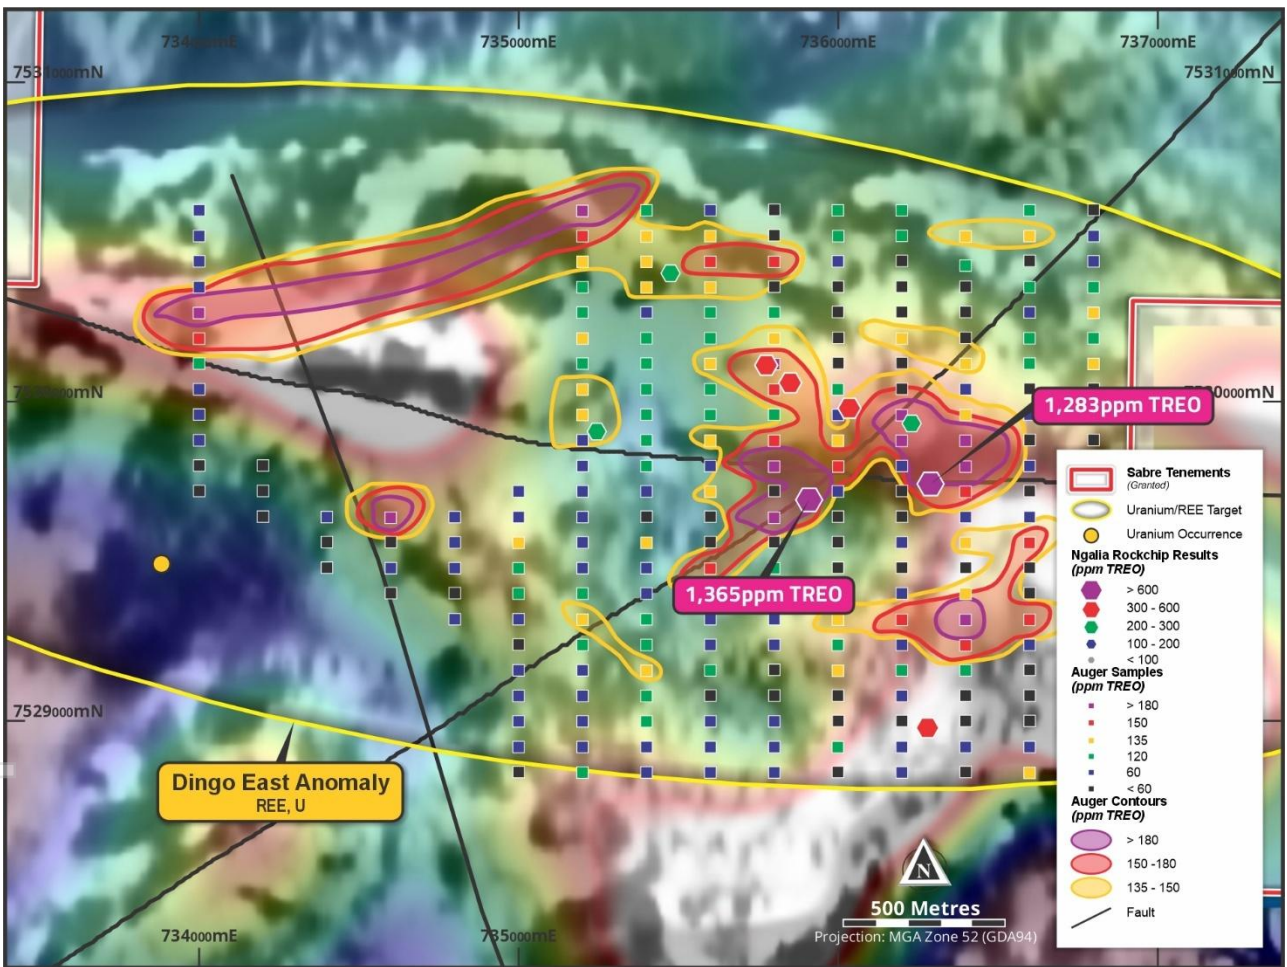 734000mE
735000mE
736000mE
737000mE
7531000mN
7531000mN
1,283ppm TREO
1,365ppm TREO
7529000mN
Dingo East Anomaly
REE, U
734000mE
735000mE
N
500 Metres
Projection: MGA Zone 52 (GDA94)
Sabre Tenements
(Granted)
Uranium/REE Target
Uranium Occurrence
Ngalia Rockchip Results
(ppm TREO)
> 600
300 - 600
200 - 300
100 - 200
< 100
Auger Samples
(ppm TREO)
> 180
150
135
120
60
< 60
Auger Contours
(ppm TREO)
> 180
150 -180
135 - 150
Fault